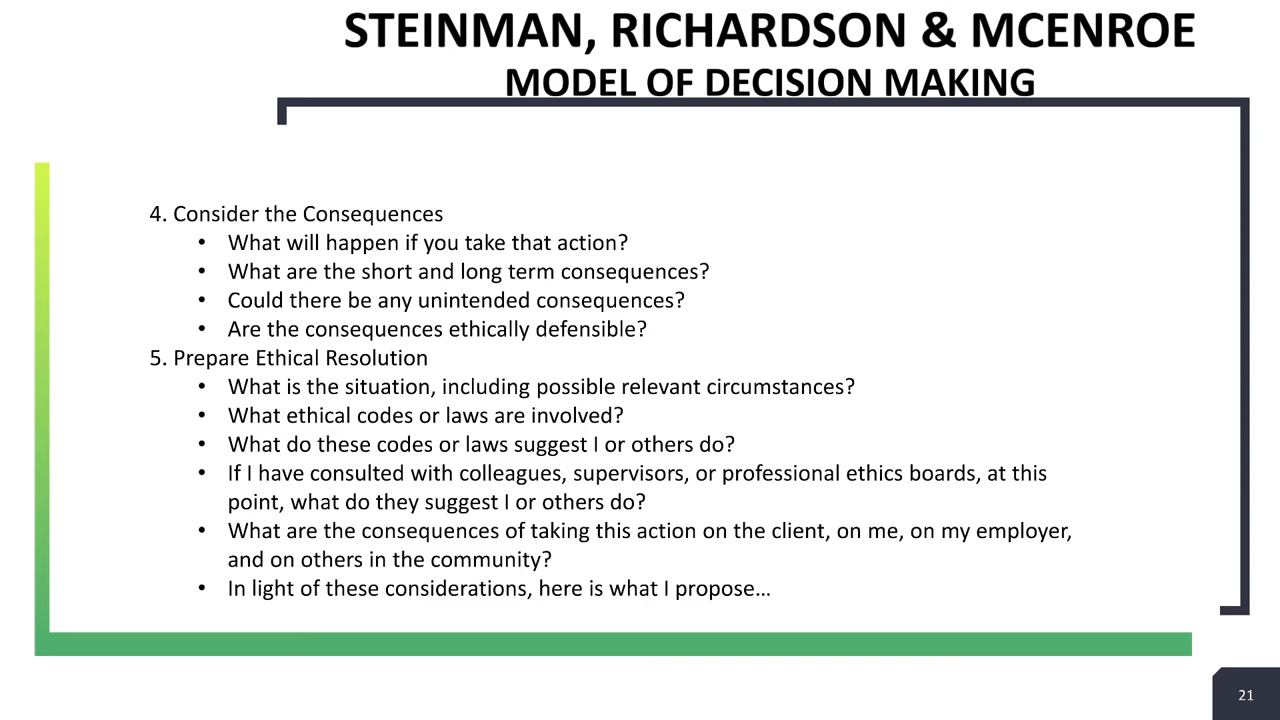 STEINMAN, RICHARDSON & MCENROE
MODEL OF DECISION MAKING
4. Consider the Consequences
• What will happen if you take that action?
• What are the short and long term consequences?
• Could there be any unintended consequences?
• Are the consequences ethically defensible?
5. Prepare Ethical Resolution
• What is the situation, including possible relevant circumstances?
• What ethical codes or laws are involved?
• What do these codes or laws suggest I or others do?
• If I have consulted with colleagues, supervisors, or professional ethics boards, at this
point, what do they suggest I or others do?
• What are the consequences of taking this action on the client, on me, on my employer,
and on others in the community?
• In light of these considerations, here is what I propose…
21